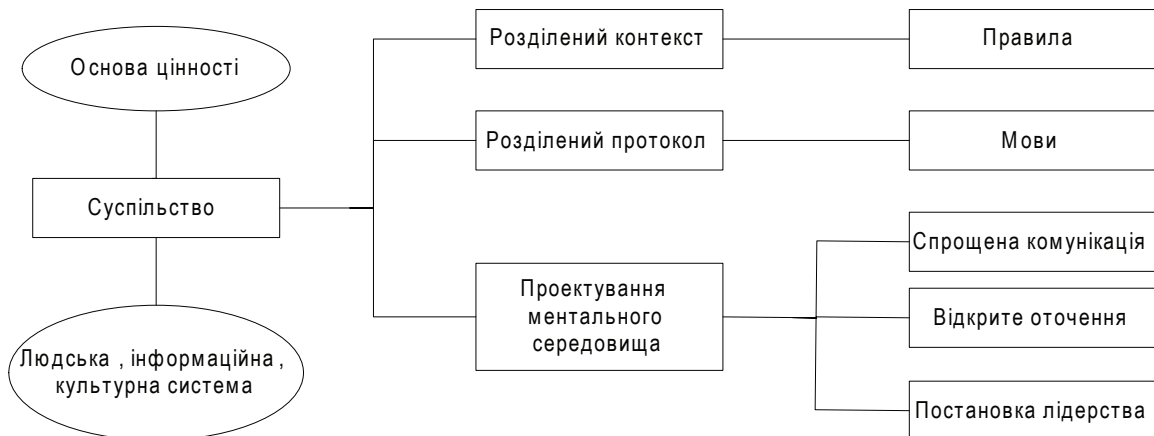 Основа цінності
Суспільство
Людська , інформаційна ,
культурна система
Розділений контекст
Розділений протокол
Проектування
ментального
середовища
Правила
Мови
Спрощена комунікація
Відкрите оточення
Постановка лідерства